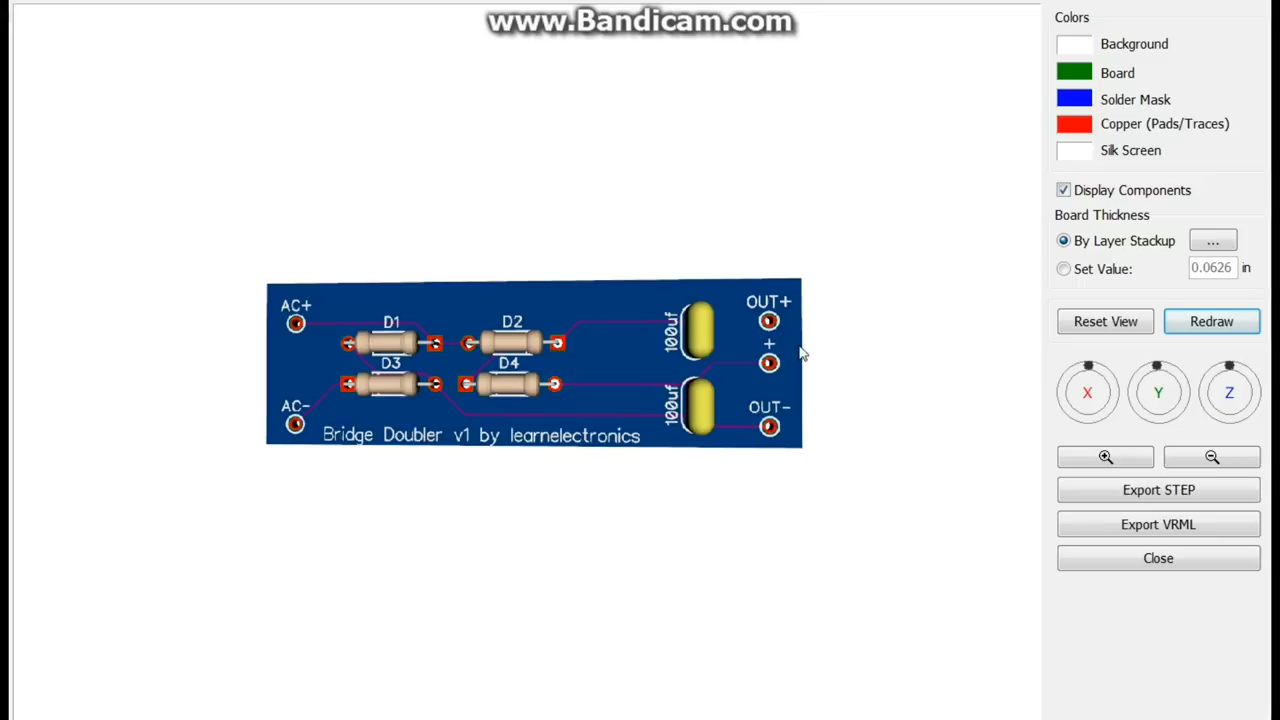 www.Bandicam.com
Colors
Background
Board
Solder Mask
Copper (Pads/Traces)
Silk Screen
Display Components
Board Thickness
By Layer Stackup ...
Set Value: 0.0626 in
Reset View Redraw
X Y Z
Export STEP
Export VRML
Close
AC+
D1
D2
D3
D4
AC-
100uf
100uf
OUT+
+
OUT-
Bridge Doubler v1 by learnelectronics